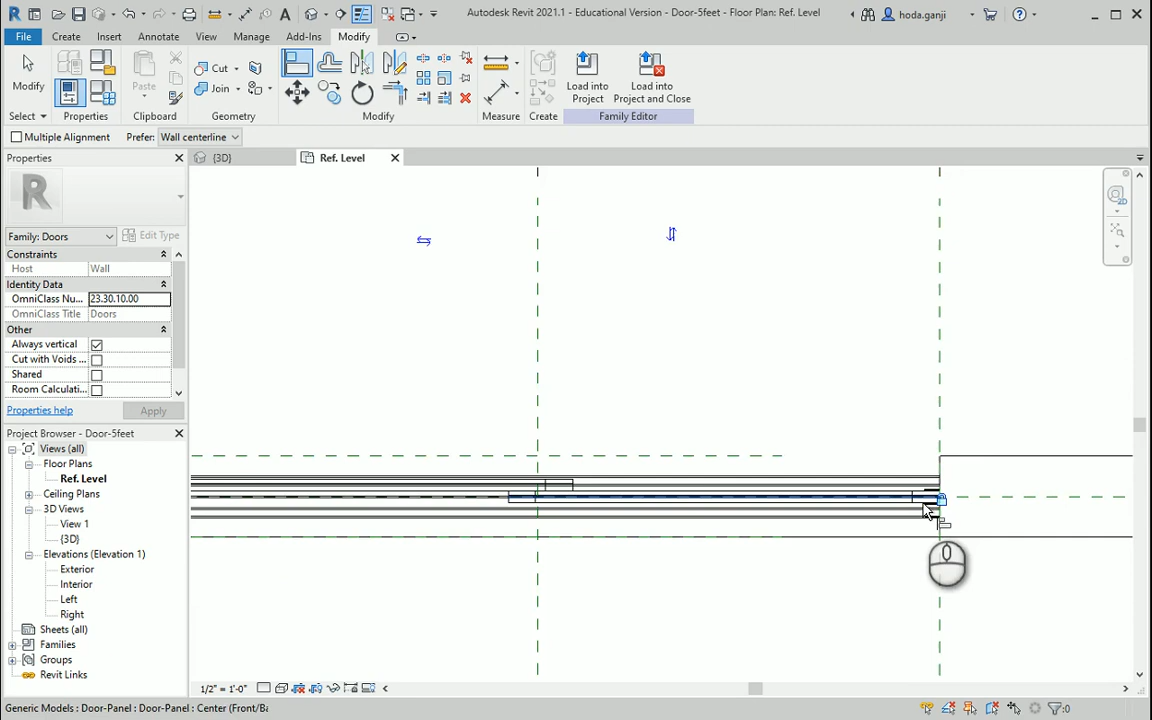 Autodesk Revit 2021.1 - Educational Version - Door-5feet - Floor Plan: Ref. Level
hoda.ganji
File Create Insert Annotate View Manage Add-Ins Modify
Modify
Paste
Cut
Join
Load into
Project
Load into
Project and Close
Select Properties Clipboard Geometry Modify Measure Create Family Editor
Multiple Alignment Prefer: Wall centerline
Properties
{3D}
Ref. Level
Family: Doors
Edit Type
Constraints
Host Wall
Identity Data
OmniClass Nu... 23.30.10.00
OmniClass Title Doors
Other
Always vertical
Cut with Voids ...
Shared
Room Calculati...
Properties help
Apply
Project Browser - Door-5feet
Views (all)
Floor Plans
Ref. Level
Ceiling Plans
3D Views
View 1
{3D}
Elevations (Elevation 1)
Exterior
Interior
Left
Right
Sheets (all)
Families
Groups
Revit Links
1/2" = 1'-0"
Generic Models : Door-Panel : Door-Panel : Center (Front/Ba
:0